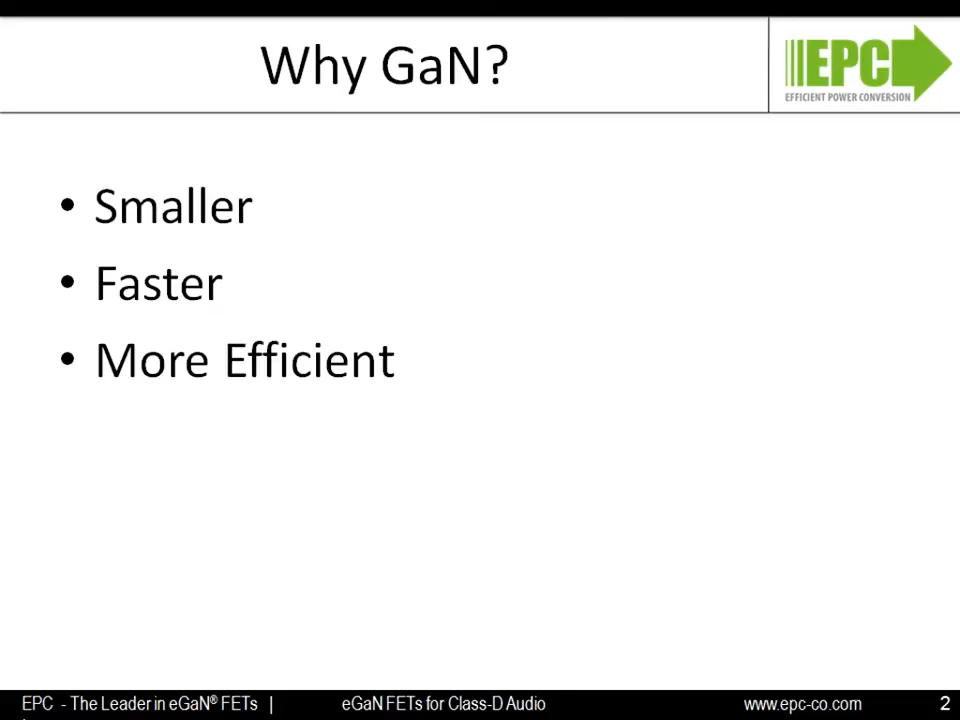 Why GaN?
EPC
EFFICIENT POWER CONVERSION
• Smaller
• Faster
• More Efficient
EPC - The Leader in eGaN® FETs | eGaN FETs for Class-D Audio www.epc-co.com 2